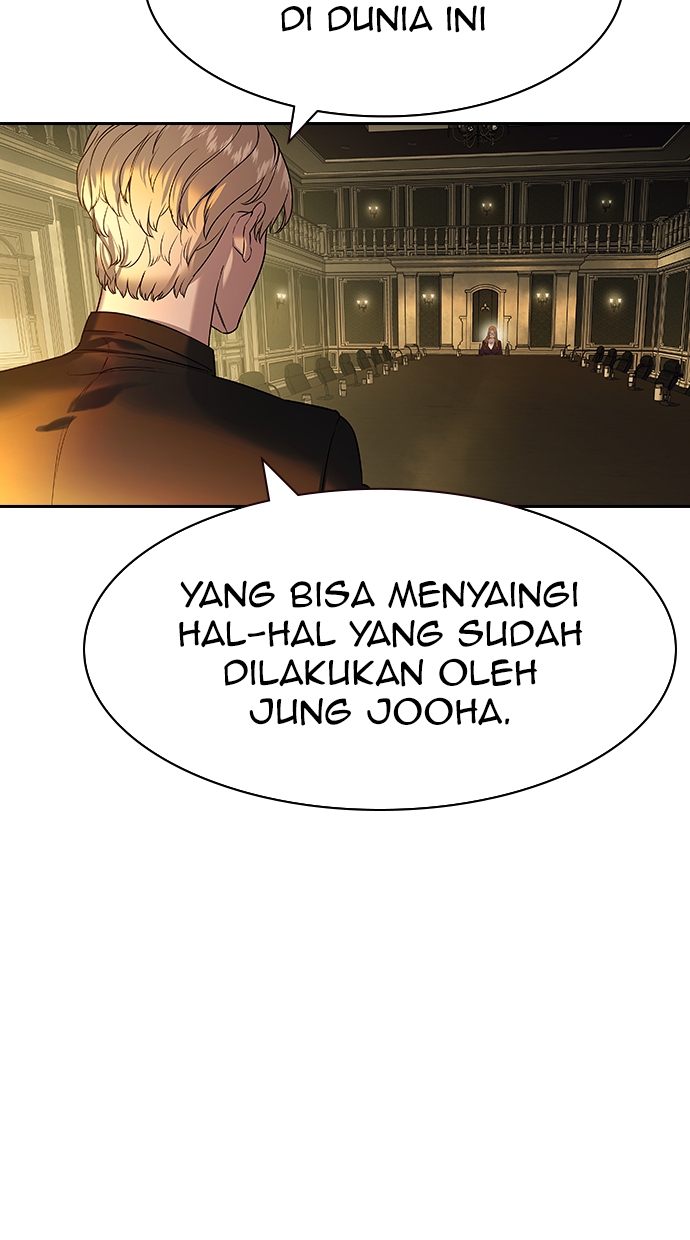 DI DUNIA INI
YANG BISA MENYAINGI
HAL-HAL YANG SUDAH
DILAKUKAN OLEH
JUNG JOOHA.